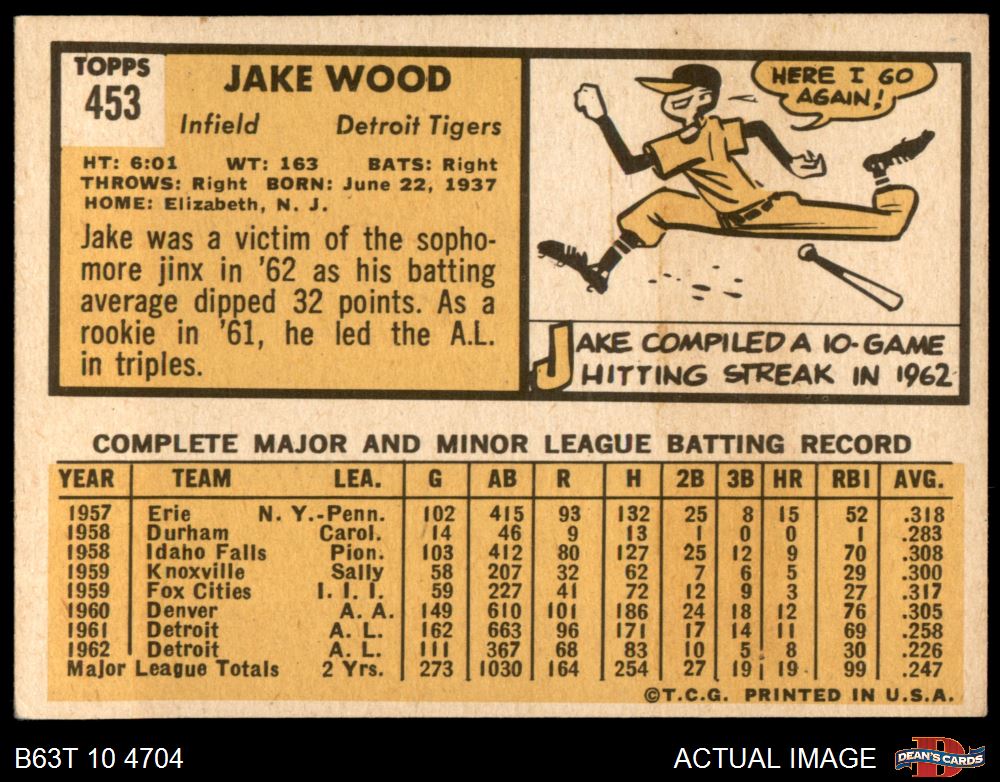 TOPPS
453
JAKE WOOD
Infield Detroit Tigers
HT: 6:01 WT: 163 BATS: Right
THROWS: Right BORN: June 22, 1937
HOME: Elizabeth, N. J.
Jake was a victim of the sopho-
more jinx in '62 as his batting
average dipped 32 points. As a
rookie in '61, he led the A.L.
in triples.
HERE I GO
AGAIN!
JAKE COMPILED A 10-GAME
HITTING STREAK IN 1962
COMPLETE MAJOR AND MINOR LEAGUE BATTING RECORD
YEAR TEAM LEA. G AB R H 2B 3B HR RBI AVG.
1957 Erie N. Y.-Penn. 102 415 93 132 25 8 15 52 .318
1958 Durham Carol. 14 46 9 13 1 0 0 1 .283
1958 Idaho Falls Pion. 103 412 80 127 25 12 9 70 .308
1959 Knoxville Sally 58 207 32 62 7 6 5 29 .300
1959 Fox Cities I. I. I. 59 227 41 72 12 9 3 27 .317
1960 Denver A. A. 149 610 101 186 24 18 12 76 .305
1961 Detroit A. L. 162 663 96 171 17 14 11 69 .258
1962 Detroit A. L. 111 367 68 83 10 5 8 30 .226
Major League Totals 2 Yrs. 273 1030 164 254 27 19 19 99 .247
©T.C.G. PRINTED IN U.S.A.
B63T 10 4704
ACTUAL IMAGE
D
DEAN'S CARDS